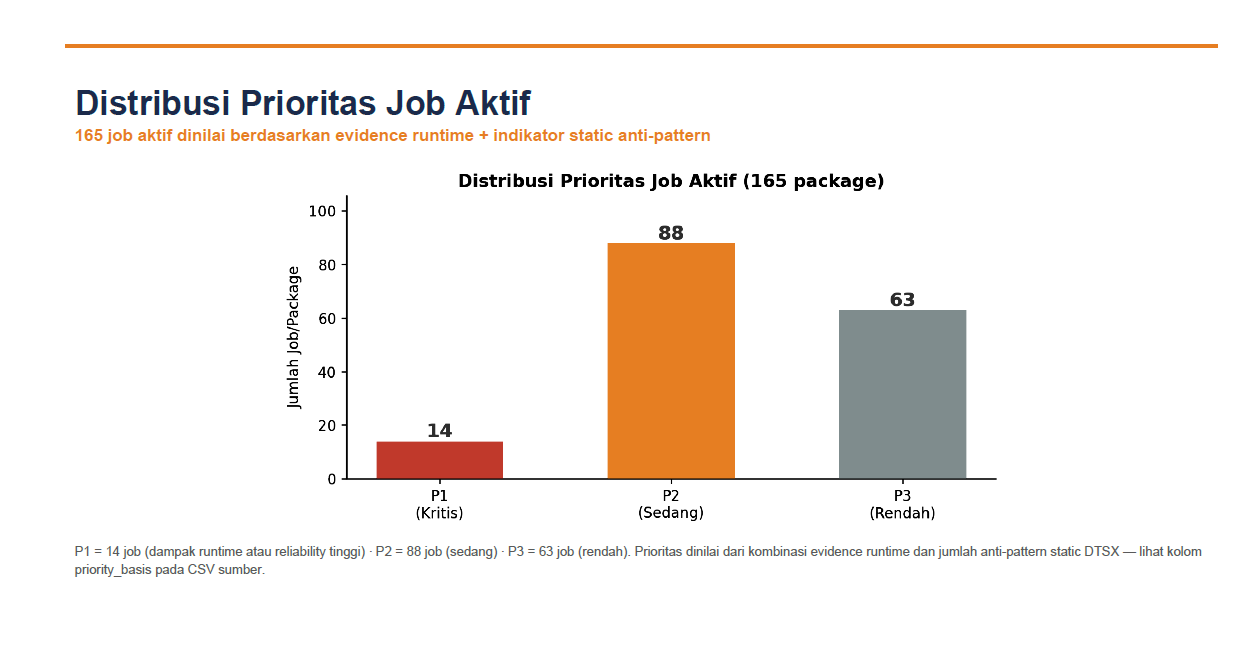 Distribusi Prioritas Job Aktif
165 job aktif dinilai berdasarkan evidence runtime + indikator static anti-pattern
Distribusi Prioritas Job Aktif (165 package)
Jumlah Job/Package
100
80
60
40
20
0
14
88
63
P1
(Kritis)
P2
(Sedang)
P3
(Rendah)
P1 = 14 job (dampak runtime atau reliability tinggi) · P2 = 88 job (sedang) · P3 = 63 job (rendah). Prioritas dinilai dari kombinasi evidence runtime dan jumlah anti-pattern static DTSX — lihat kolom
priority_basis pada CSV sumber.